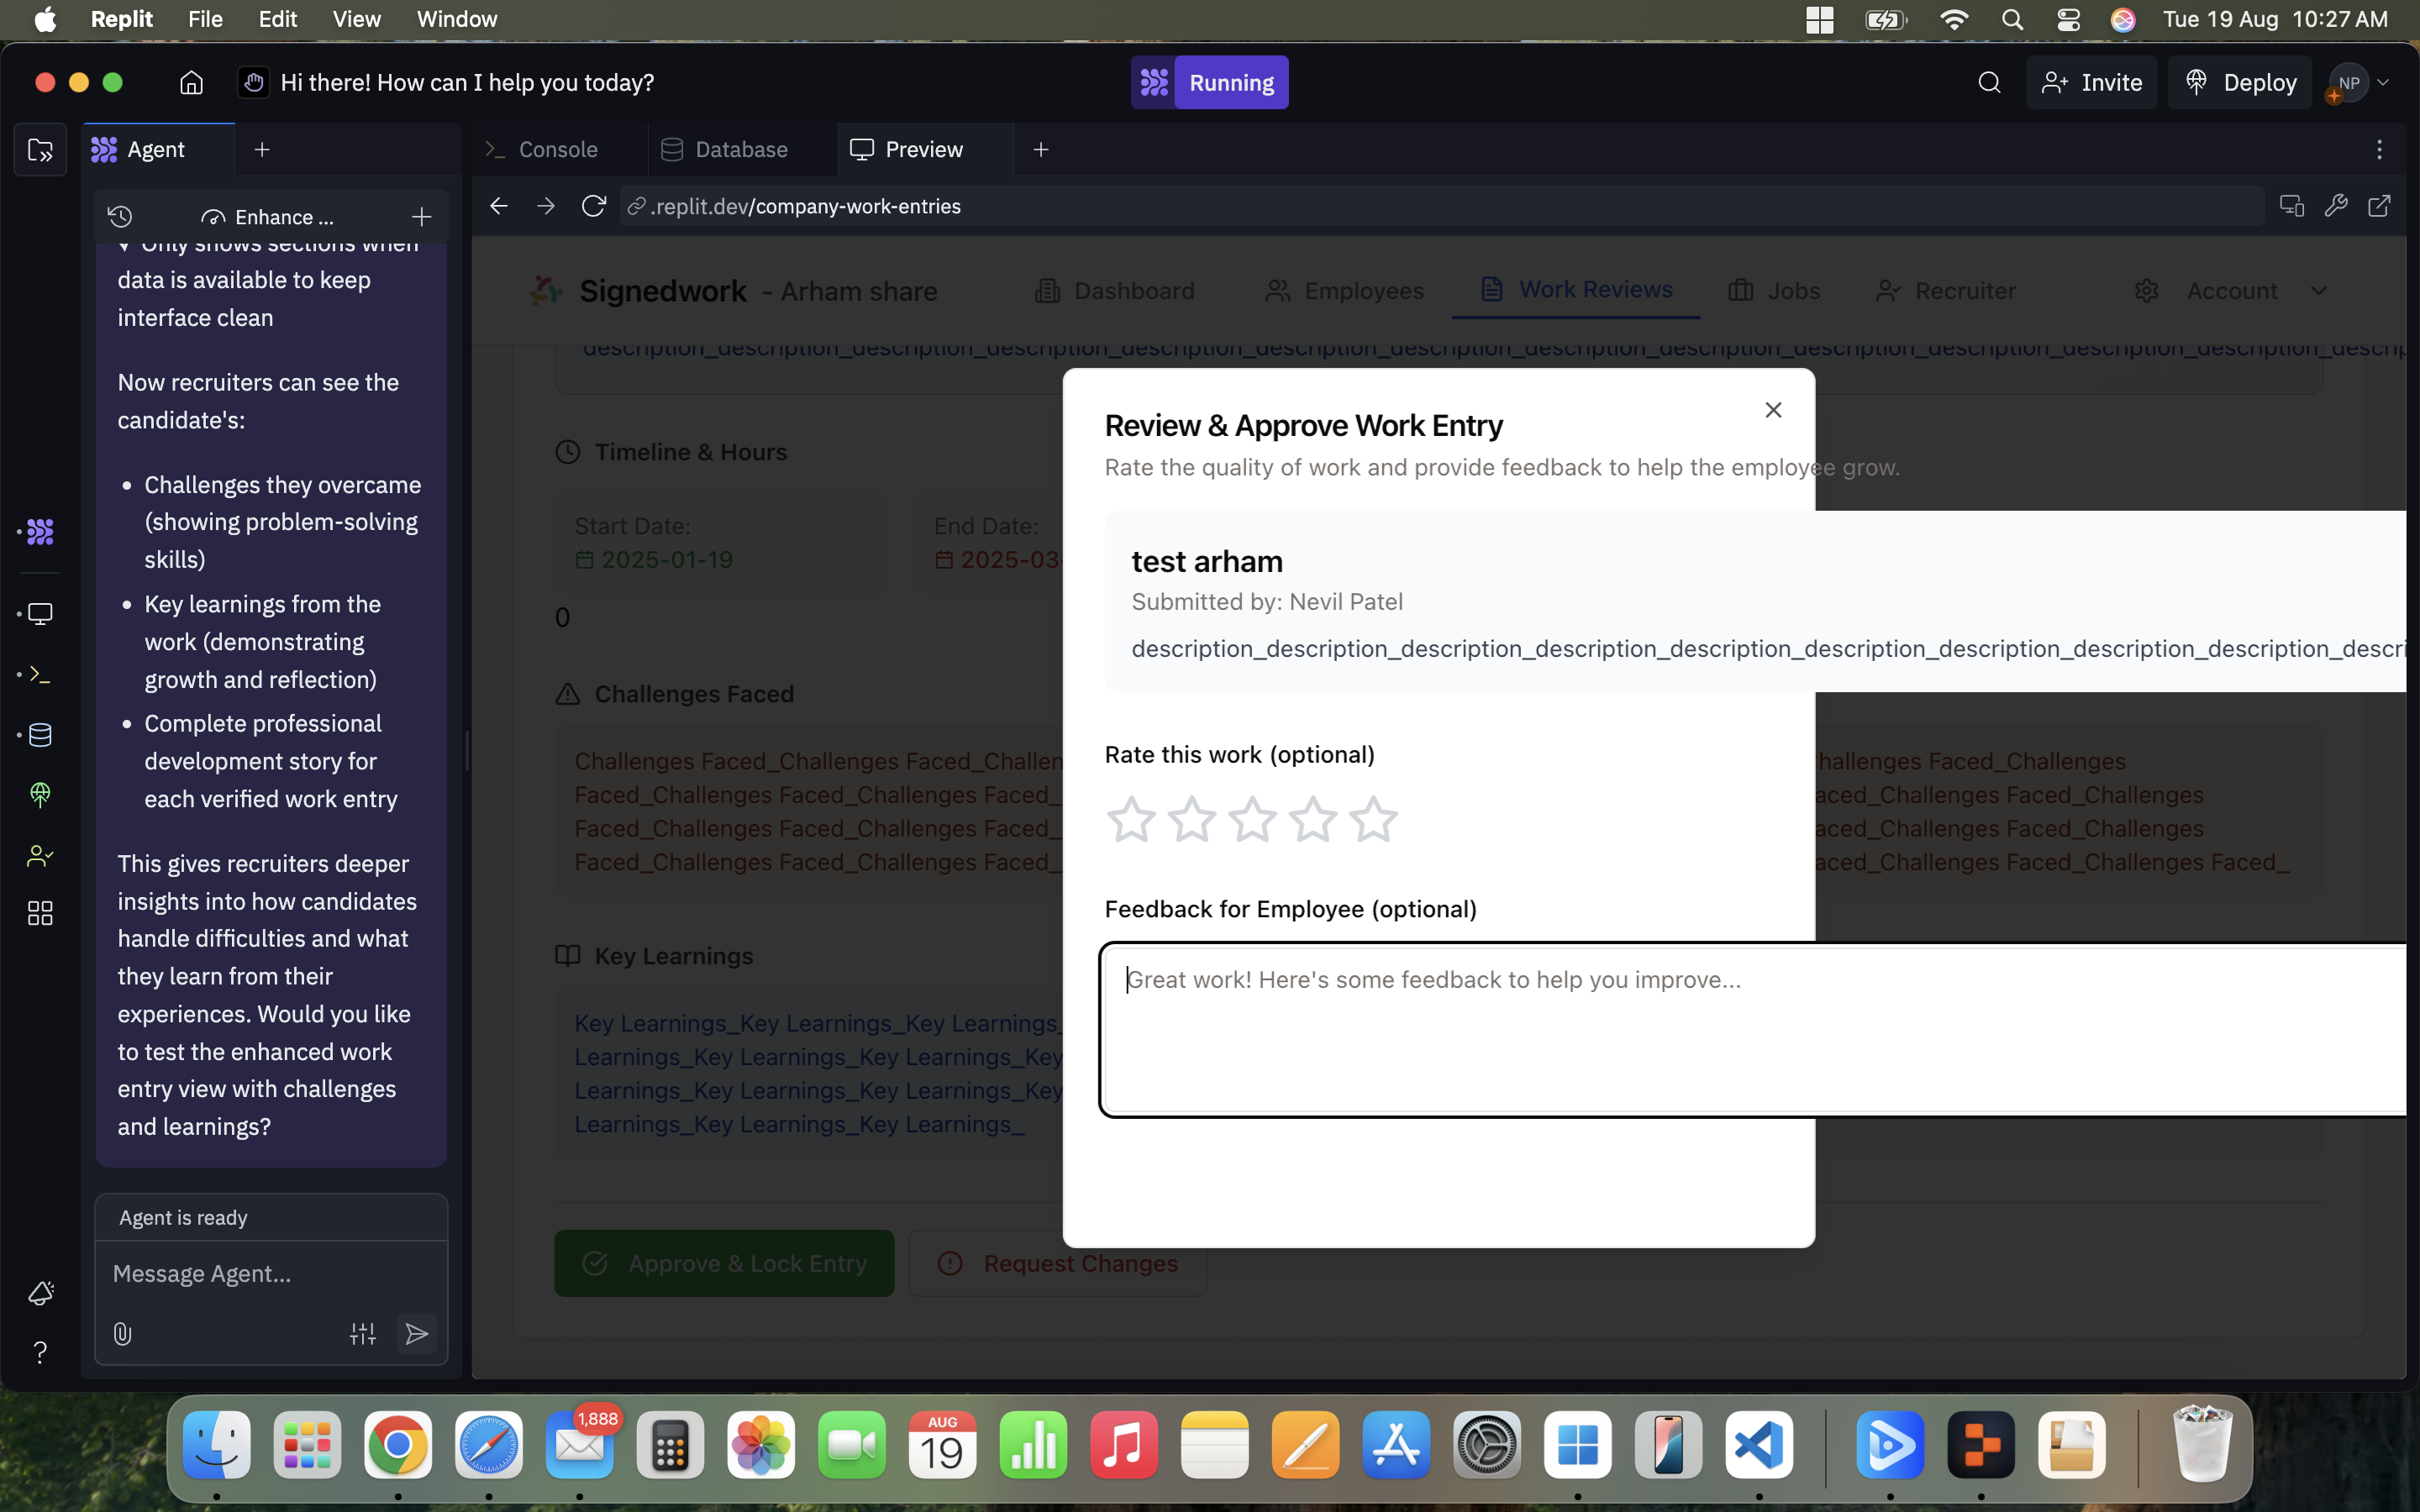 Replit File Edit View Window Tue 19 Aug 10:27 AM
Hi there! How can I help you today?
Running
Invite
Deploy
NP
Agent
Console
Database
Preview
Enhance ...
.replit.dev/company-work-entries
✓ Only shows sections when
data is available to keep
interface clean
Now recruiters can see the
candidate's:
• Challenges they overcame
(showing problem-solving
skills)
• Key learnings from the
work (demonstrating
growth and reflection)
• Complete professional
development story for
each verified work entry
This gives recruiters deeper
insights into how candidates
handle difficulties and what
they learn from their
experiences. Would you like
to test the enhanced work
entry view with challenges
and learnings?
Agent is ready
Message Agent...
Signedwork - Arham share
Dashboard
Employees
Work Reviews
Jobs
Recruiter
Account
description_description_description_description_description_description_description_description_description_description_description_description_description_descrip
Timeline & Hours
Start Date:
2025-01-19
End Date:
2025-03-
0
Challenges Faced
Challenges Faced_Challenges Faced_Challen
Faced_Challenges Faced_Challenges Faced_
Faced_Challenges Faced_Challenges Faced_
Faced_Challenges Faced_Challenges Faced_
hallenges Faced_Challenges
aced_Challenges Faced_Challenges
aced_Challenges Faced_Challenges
aced_Challenges Faced_Challenges Faced_
Key Learnings
Key Learnings_Key Learnings_Key Learnings_
Learnings_Key Learnings_Key Learnings_Key
Learnings_Key Learnings_Key Learnings_Key
Learnings_Key Learnings_Key Learnings_
Approve & Lock Entry
Request Changes
Review & Approve Work Entry
Rate the quality of work and provide feedback to help the employee grow.
test arham
Submitted by: Nevil Patel
description_description_description_description_description_description_description_description_description_descri
Rate this work (optional)
Feedback for Employee (optional)
Great work! Here's some feedback to help you improve...
1,888
AUG
19